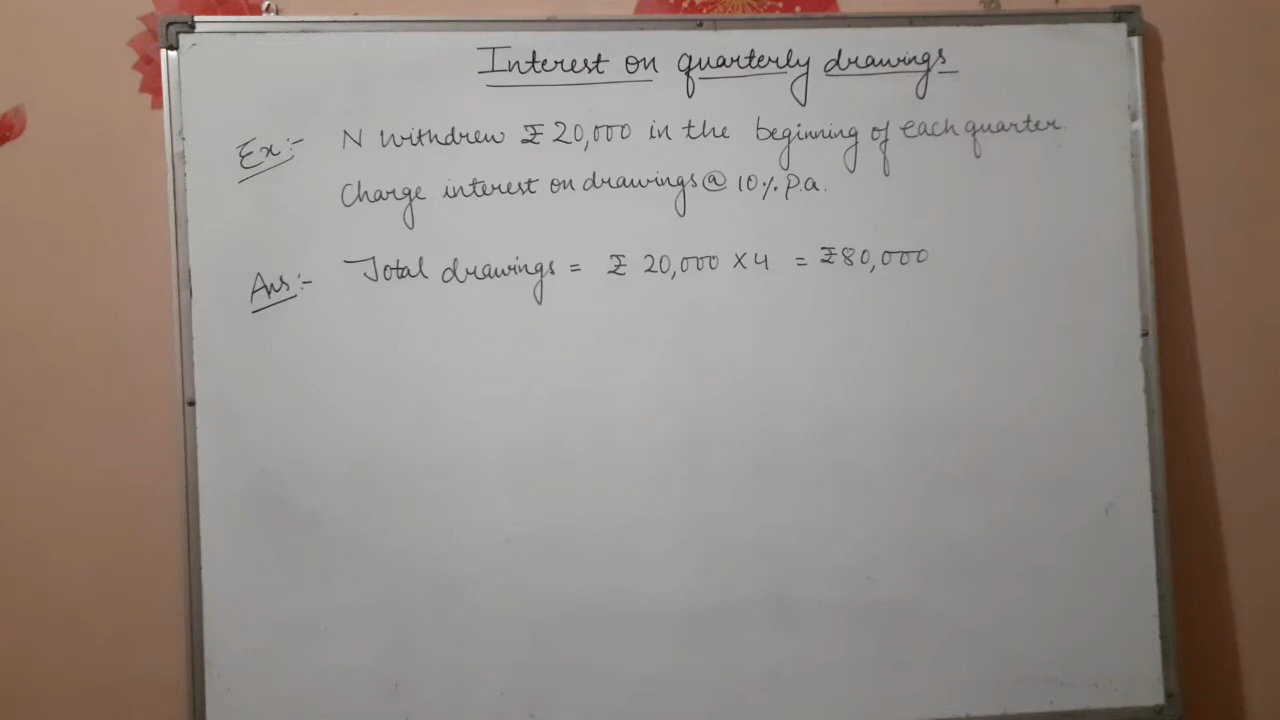 Interest on quarterly drawings
Ex:- N withdrew ₹ 20,000 in the beginning of each quarter.
Charge interest on drawings @ 10% p.a.
Ans:- Total drawings = ₹ 20,000 × 4 = ₹80,000